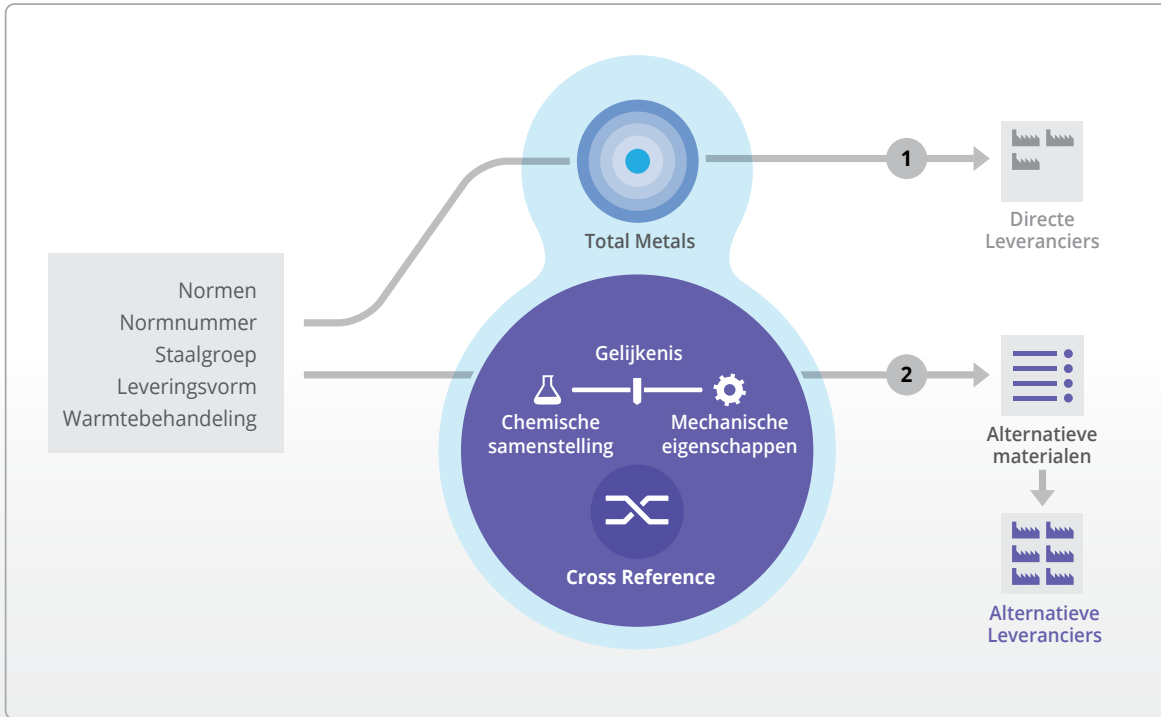 Normen
Normnummer
Staalgroep
Leveringsvorm
Warmtebehandeling
Total Metals
Gelijkenis
Chemische
samenstelling
Mechanische
eigenschappen
Cross Reference
1
Directe
Leveranciers
2
Alternatieve
materialen
Alternatieve
Leveranciers